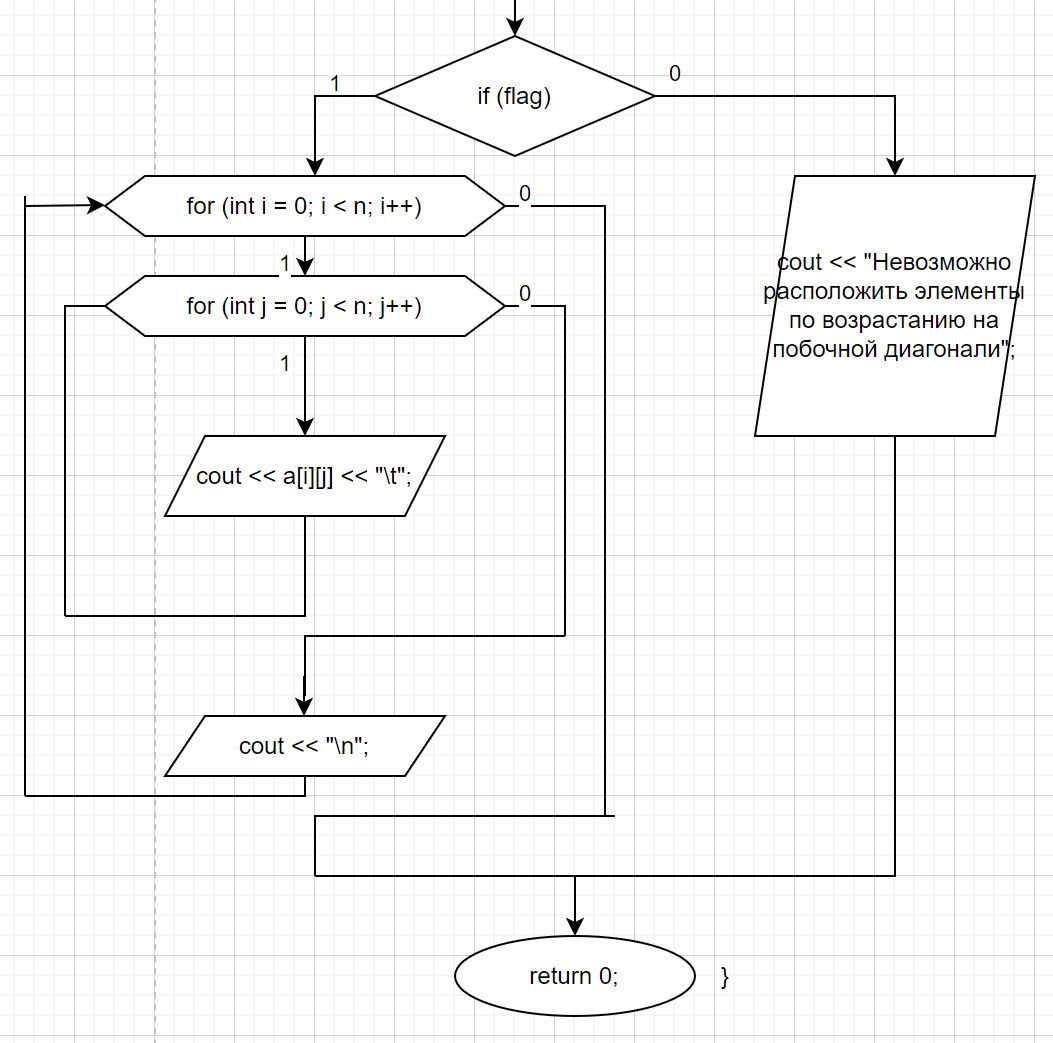 if (flag)
1
0
for (int i = 0; i < n; i++)
0
1
for (int j = 0; j < n; j++)
0
1
cout << a[i][j] << "\t";
cout << "\n";
cout << "Невозможно
расположить элементы
по возрастанию на
побочной диагонали";
return 0;
}